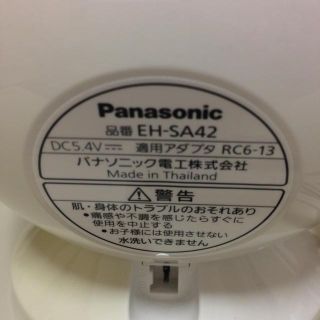 Panasonic
品番 EH-SA42
DC5.4V⎓ 適用アダプタ RC6-13
パナソニック電工株式会社
Made in Thailand
⚠警告
肌・身体のトラブルのおそれあり
●痛感や不調を感じたらすぐに
使用を中止する
●お子様には使用させない
水洗いできません